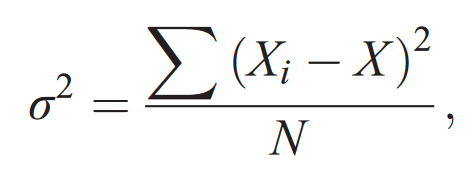 σ² = ∑ (Xᵢ − X)² / N,